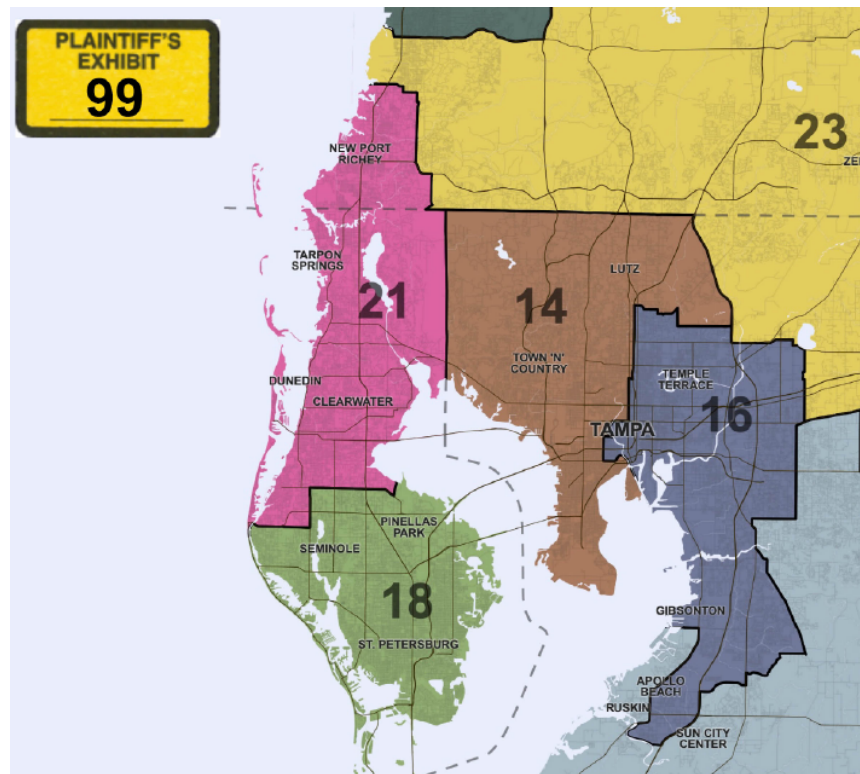 PLAINTIFF'S
EXHIBIT
99
23
NEW PORT
RICHEY
TARPON
SPRINGS
LUTZ
21
14
TOWN 'N'
COUNTRY
TEMPLE
TERRACE
DUNEDIN
CLEARWATER
16
TAMPA
PINELLAS
PARK
SEMINOLE
18
GIBSONTON
ST. PETERSBURG
APOLLO
BEACH
RUSKIN
SUN CITY
CENTER